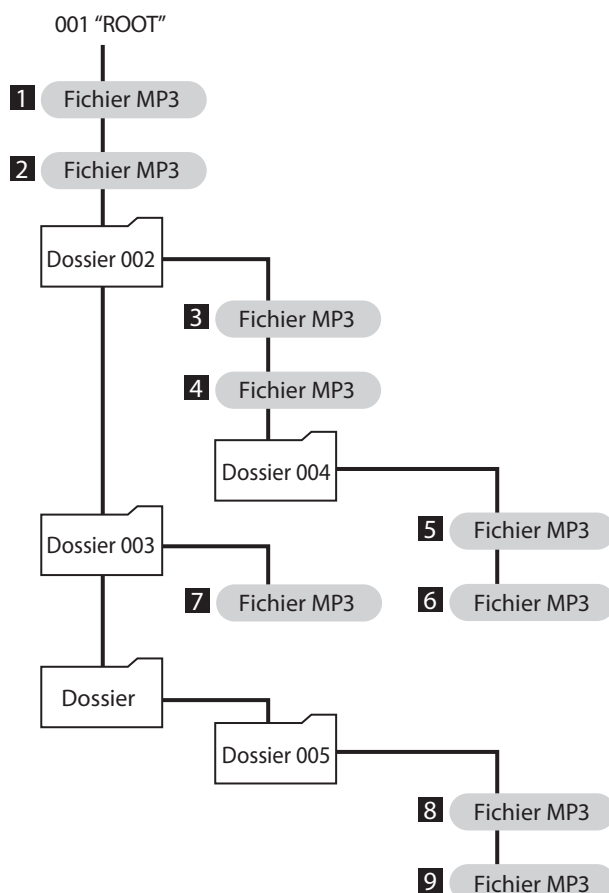 001 “ROOT”
1 Fichier MP3
2 Fichier MP3
Dossier 002
3 Fichier MP3
4 Fichier MP3
Dossier 004
5 Fichier MP3
6 Fichier MP3
Dossier 003
7 Fichier MP3
Dossier
Dossier 005
8 Fichier MP3
9 Fichier MP3